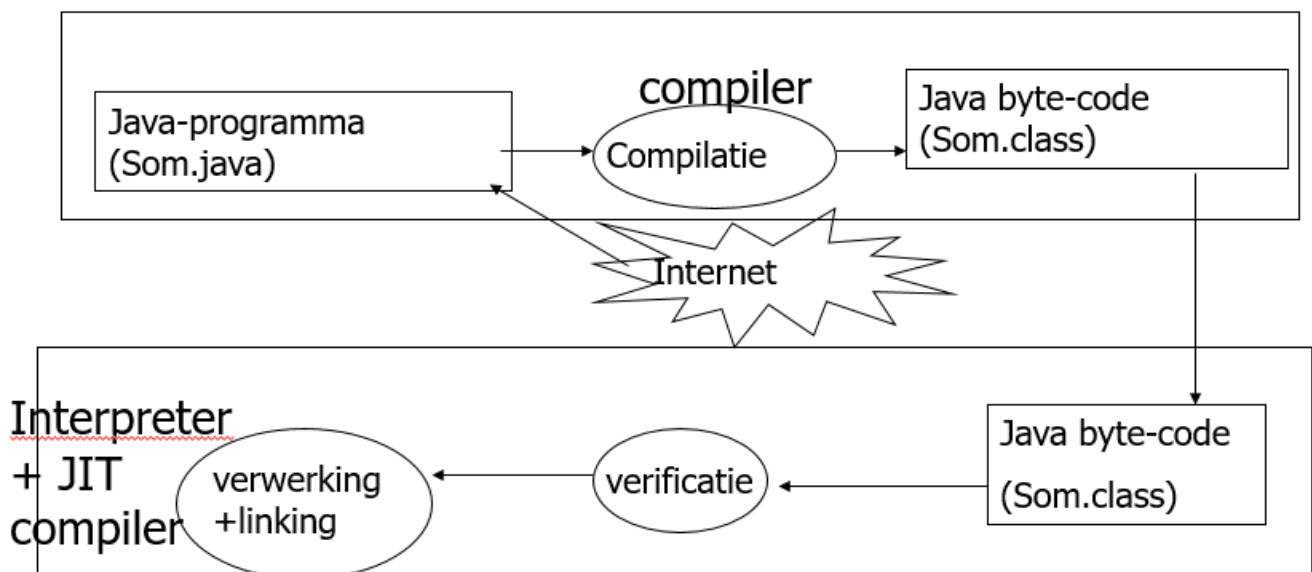 compiler
Java-programma
(Som.java)
Compilatie
Java byte-code
(Som.class)
Internet
Interpreter
+ JIT
compiler
verwerking
+linking
verificatie
Java byte-code
(Som.class)